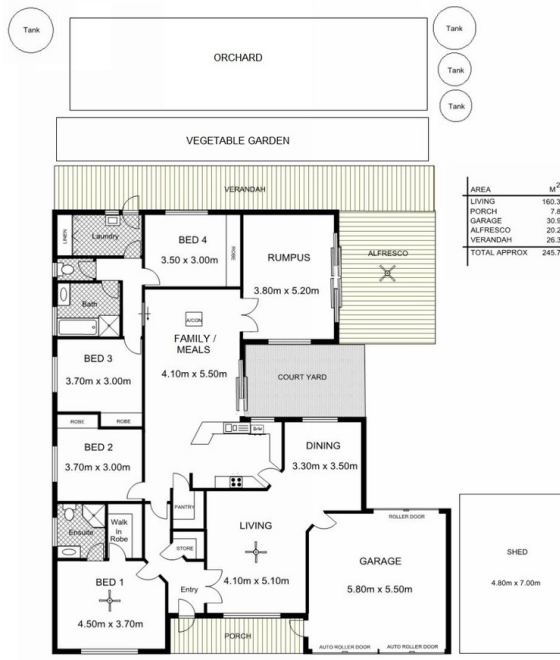 Tank
Tank
ORCHARD
Tank
Tank
VEGETABLE GARDEN
VERANDAH
AREA M²
LIVING 160.3
PORCH 7.8
GARAGE 30.9
ALFRESCO 20.2
VERANDAH 26.3
TOTAL APPROX 245.7
LINEN
Laundry
BED 4
3.50 x 3.00m
ROBE
RUMPUS
3.80m x 5.20m
ALFRESCO
Bath
A/CON
FAMILY /
MEALS
4.10m x 5.50m
BED 3
3.70m x 3.00m
COURT YARD
ROBE
ROBE
D/W
BED 2
3.70m x 3.00m
DINING
3.30m x 3.50m
PANTRY
Ensuite
Walk
In
Robe
LIVING
4.10m x 5.10m
ROLLER DOOR
STORE
SHED
4.80m x 7.00m
GARAGE
5.80m x 5.50m
BED 1
4.50m x 3.70m
Entry
PORCH
AUTO ROLLER DOOR
AUTO ROLLER DOOR